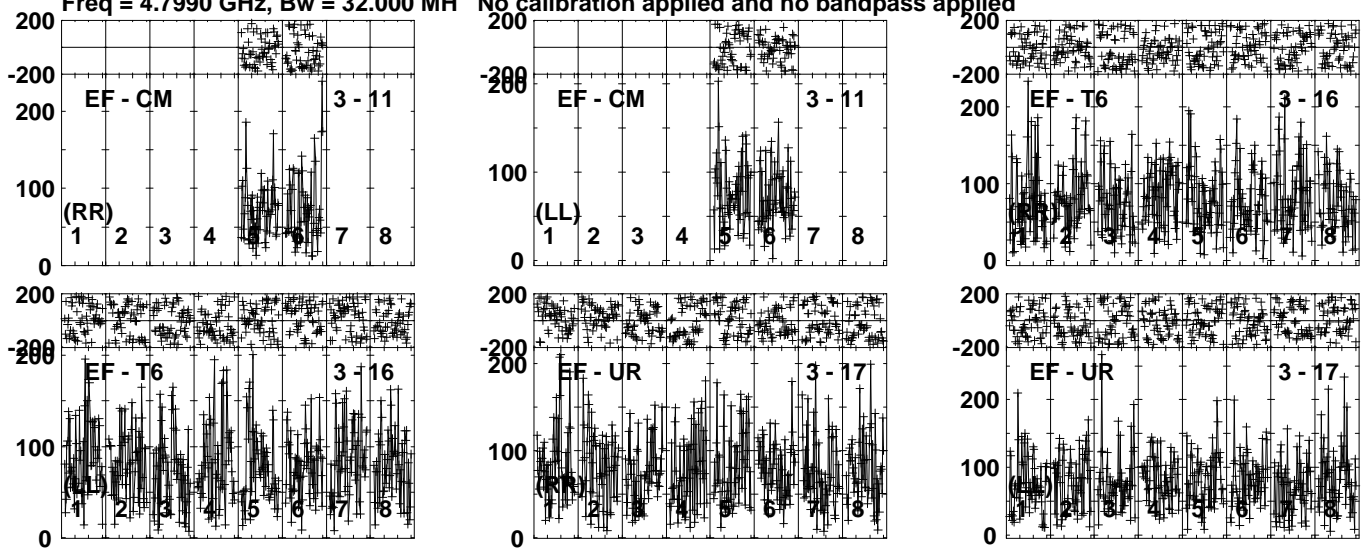 Freq = 4.7990 GHz, Bw = 32.000 MH No calibration applied and no bandpass applied
200
-200
200
100
0
EF - CM 3 - 11
(RR)
1 2 3 4 5 6 7 8
200
-200
200
100
0
EF - CM 3 - 11
(LL)
1 2 3 4 5 6 7 8
200
-200
200
100
0
EF - T6 3 - 16
(RR)
1 2 3 4 5 6 7 8
200
-200
200
100
0
EF - T6 3 - 16
(LL)
1 2 3 4 5 6 7 8
200
-200
200
100
0
EF - UR 3 - 17
(RR)
1 2 3 4 5 6 7 8
200
-200
200
100
0
EF - UR 3 - 17
(LL)
1 2 3 4 5 6 7 8